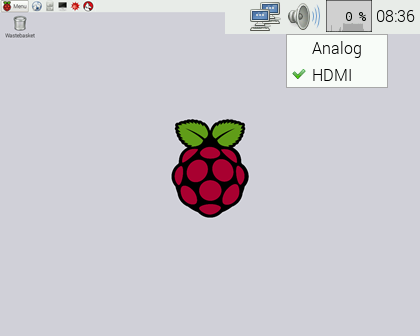 Menu
0 %
08:36
Wastebasket
Analog
HDMI